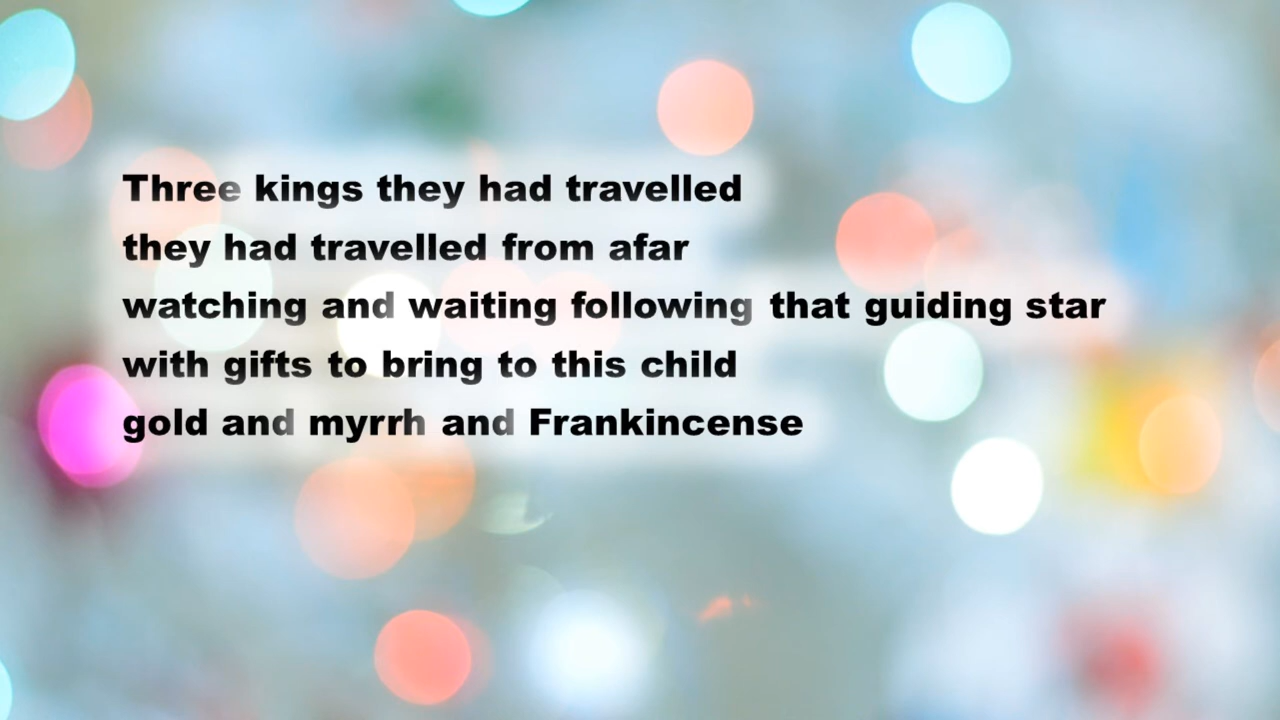 Three kings they had travelled
they had travelled from afar
watching and waiting following that guiding star
with gifts to bring to this child
gold and myrrh and Frankincense